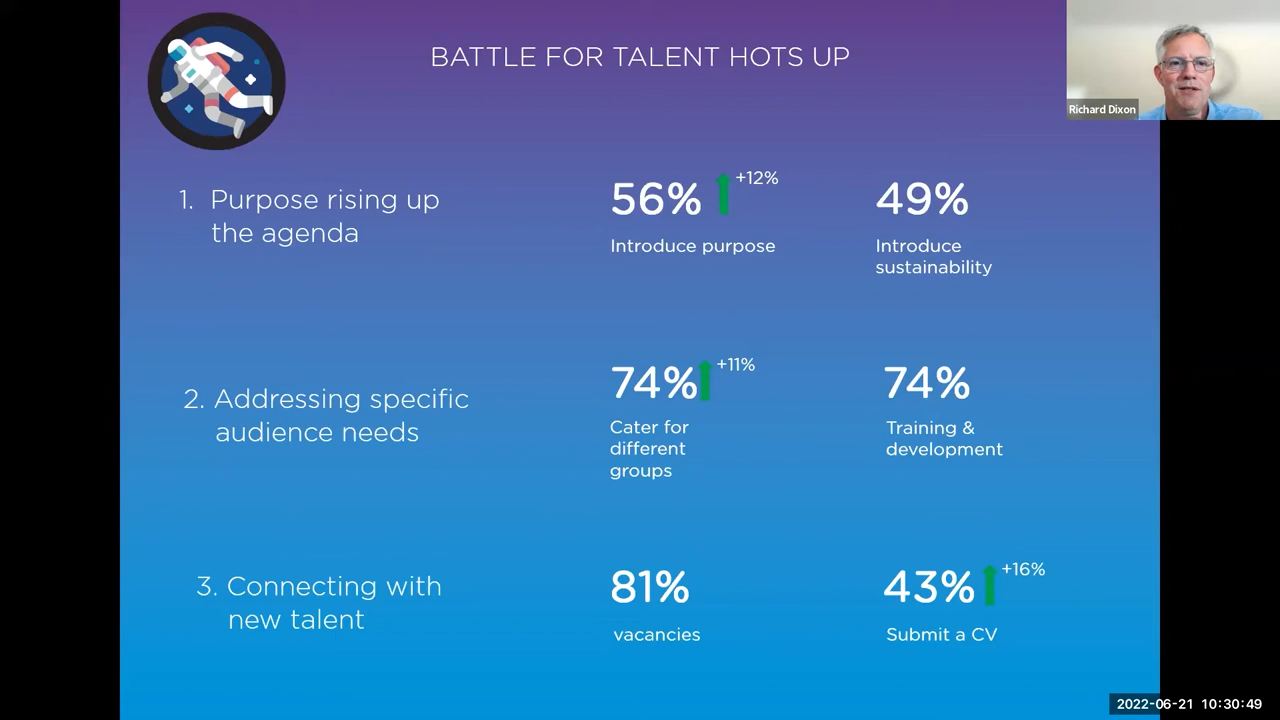 BATTLE FOR TALENT HOTS UP
Richard Dixon
1. Purpose rising up
the agenda
56% +12%
Introduce purpose
49%
Introduce
sustainability
2. Addressing specific
audience needs
74% +11%
Cater for
different
groups
74%
Training &
development
3. Connecting with
new talent
81%
vacancies
43% +16%
Submit a CV
2022-06-21 10:30:49